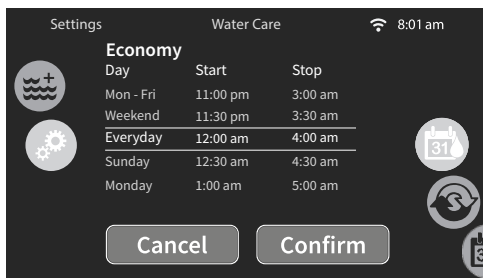 Settings Water Care 8:01 am
Economy
Day Start Stop
Mon - Fri 11:00 pm 3:00 am
Weekend 11:30 pm 3:30 am
Everyday 12:00 am 4:00 am
Sunday 12:30 am 4:30 am
Monday 1:00 am 5:00 am
31
Cancel Confirm